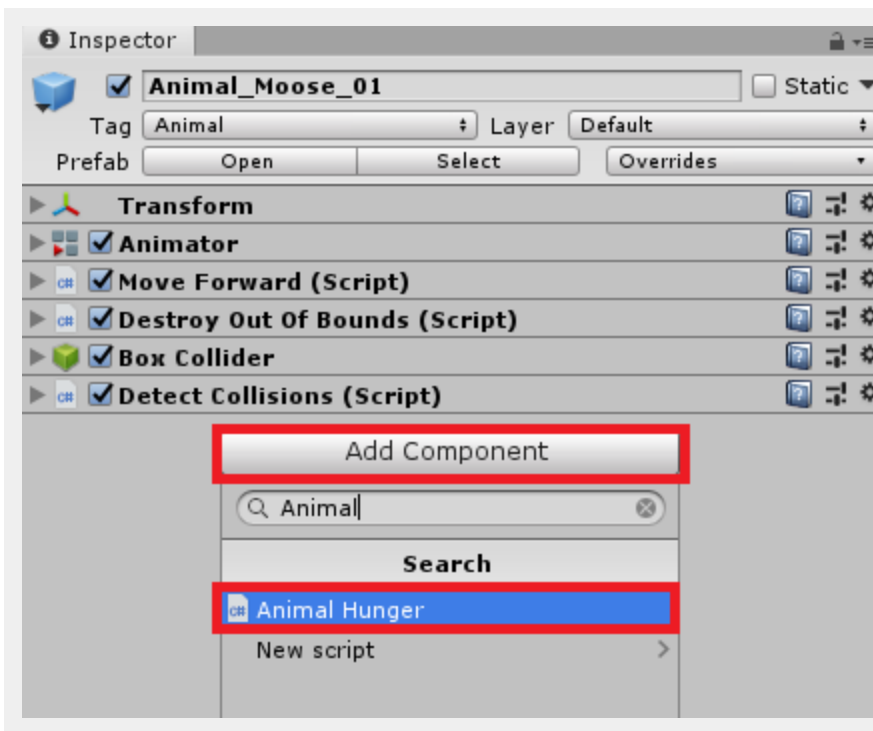 Inspector
Animal_Moose_01 Static
Tag Animal Layer Default
Prefab Open Select Overrides
Transform
Animator
C# Move Forward (Script)
C# Destroy Out Of Bounds (Script)
Box Collider
C# Detect Collisions (Script)
Add Component
Animal
Search
C# Animal Hunger
New script